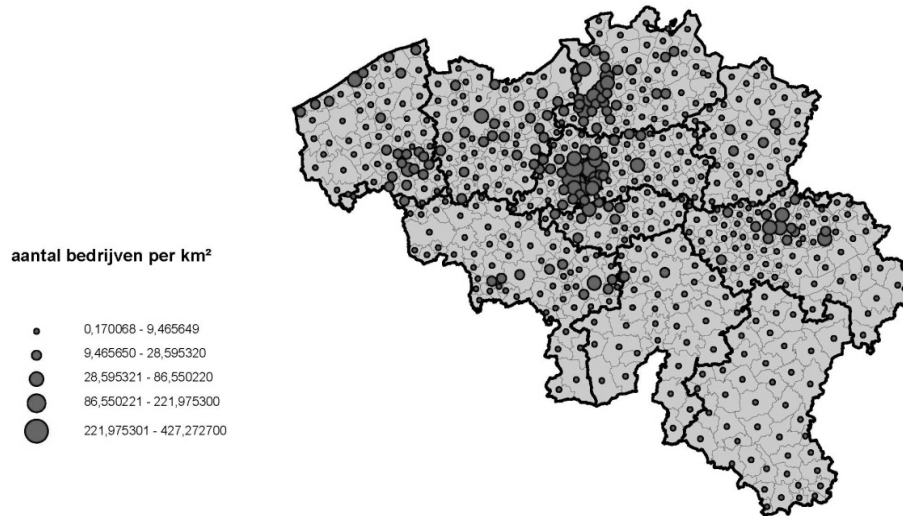 aantal bedrijven per km²
0,170068 - 9,465649
9,465650 - 28,595320
28,595321 - 86,550220
86,550221 - 221,975300
221,975301 - 427,272700